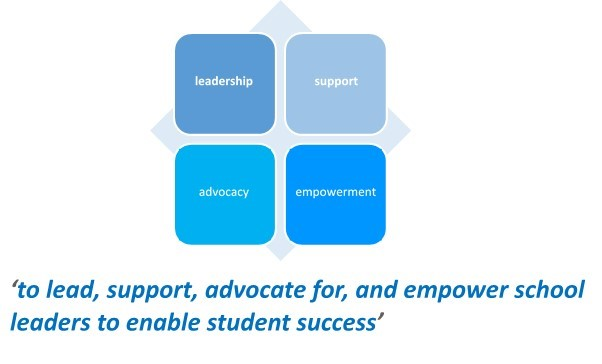 leadership
support
advocacy
empowerment
‘to lead, support, advocate for, and empower school
leaders to enable student success’